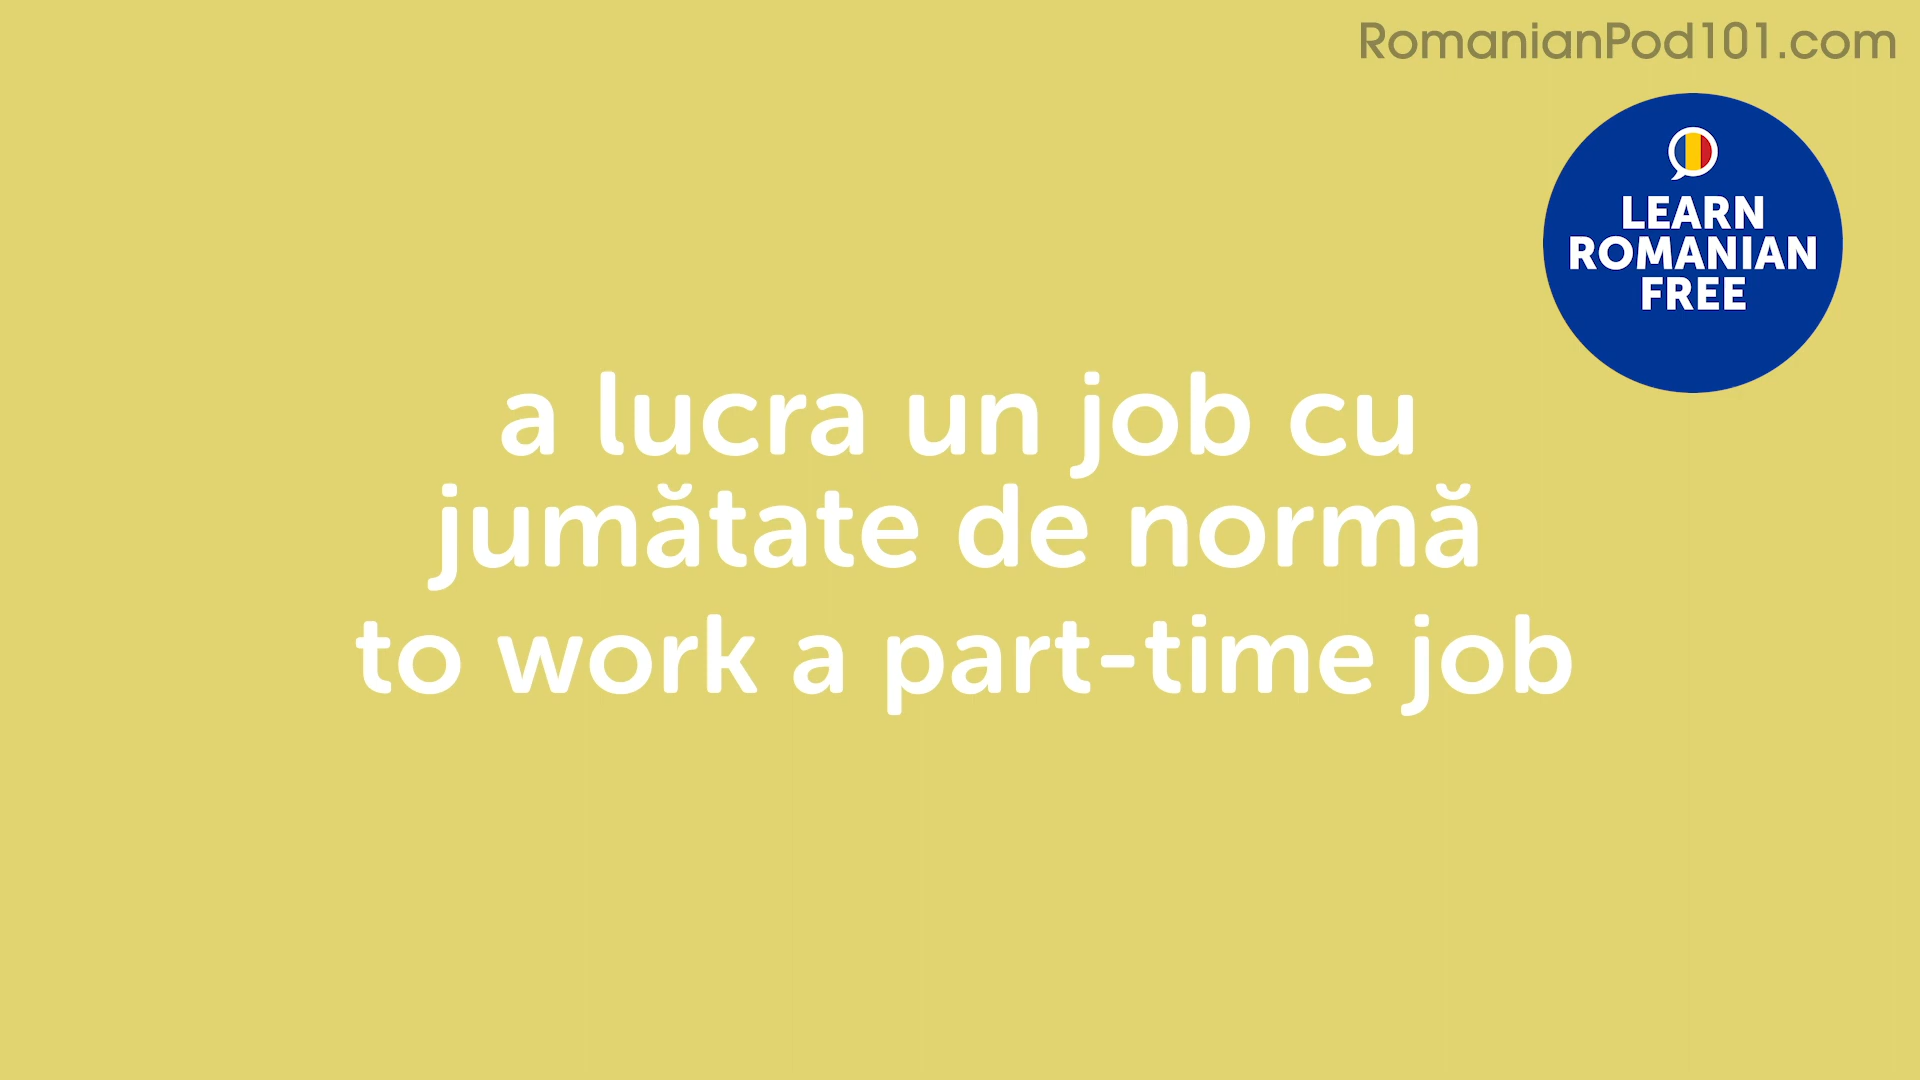 RomanianPod101.com
LEARN
ROMANIAN
FREE
a lucra un job cu
jumătate de normă
to work a part-time job